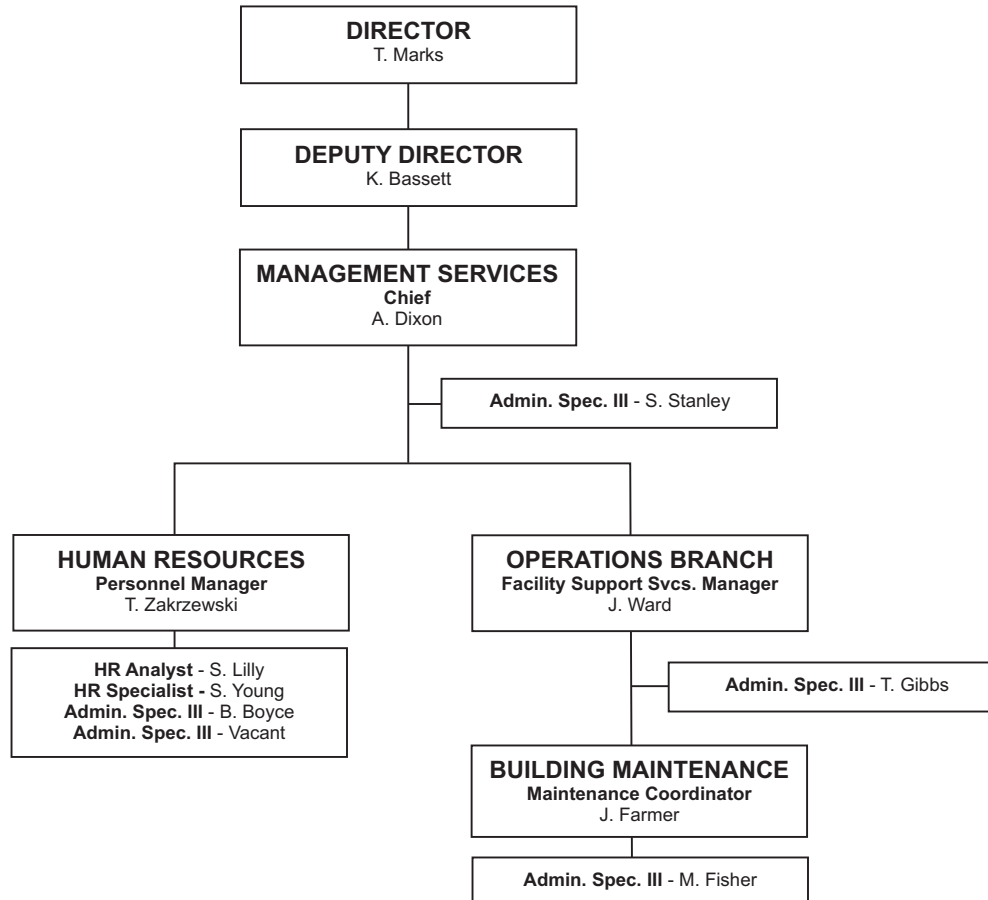 DIRECTOR
T. Marks
DEPUTY DIRECTOR
K. Bassett
MANAGEMENT SERVICES
Chief
A. Dixon
Admin. Spec. III - S. Stanley
HUMAN RESOURCES
Personnel Manager
T. Zakrzewski
HR Analyst - S. Lilly
HR Specialist - S. Young
Admin. Spec. III - B. Boyce
Admin. Spec. III - Vacant
OPERATIONS BRANCH
Facility Support Svcs. Manager
J. Ward
Admin. Spec. III - T. Gibbs
BUILDING MAINTENANCE
Maintenance Coordinator
J. Farmer
Admin. Spec. III - M. Fisher